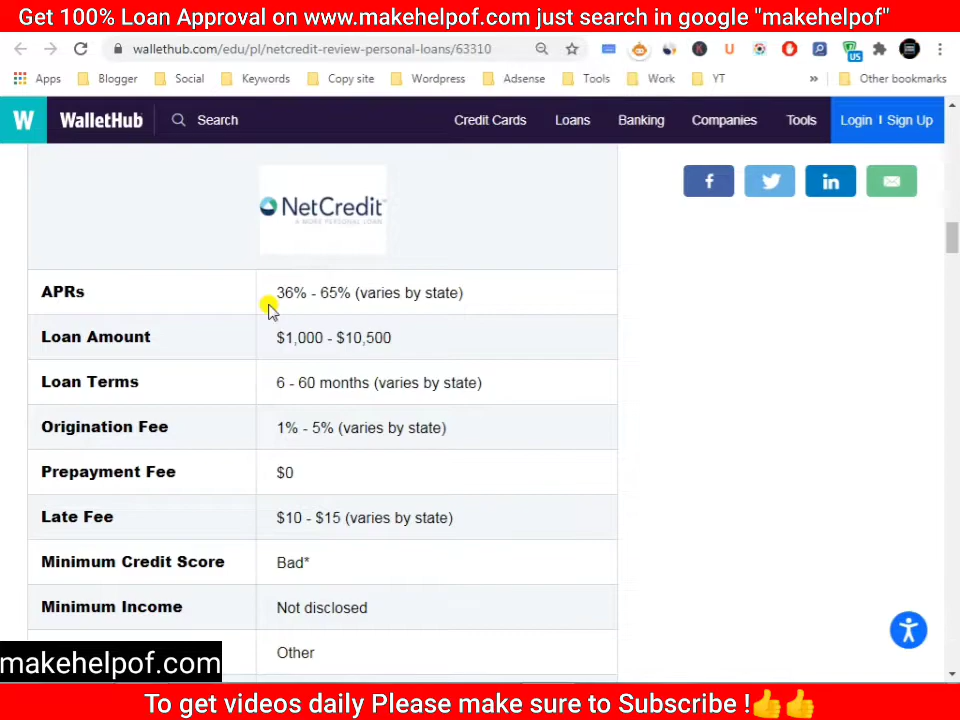 Get 100% Loan Approval on www.makehelpof.com just search in google "makehelpof"
wallethub.com/edu/pl/netcredit-review-personal-loans/63310
Apps Blogger Social Keywords Copy site Wordpress Adsense Tools Work YT » Other bookmarks
W WalletHub Search Credit Cards Loans Banking Companies Tools Login | Sign Up
NetCredit
A MORE PERSONAL LOAN
APRs 36% - 65% (varies by state)
Loan Amount $1,000 - $10,500
Loan Terms 6 - 60 months (varies by state)
Origination Fee 1% - 5% (varies by state)
Prepayment Fee $0
Late Fee $10 - $15 (varies by state)
Minimum Credit Score Bad*
Minimum Income Not disclosed
Other
makehelpof.com
To get videos daily Please make sure to Subscribe !👍👍